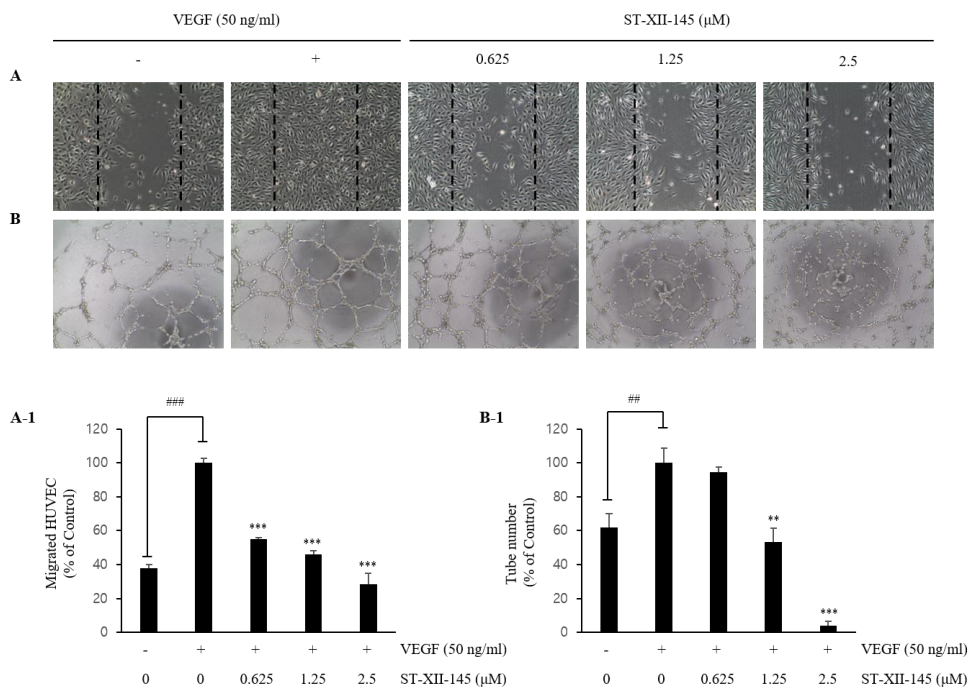 VEGF (50 ng/ml) ST-XII-145 (μM)
- + 0.625 1.25 2.5
A
B
A-1
###
120
100
80
60
40
20
0
Migrated HUVEC
(% of Control)
***
***
***
- + + + + VEGF (50 ng/ml)
0 0 0.625 1.25 2.5 ST-XII-145 (μM)
B-1
##
120
100
80
60
40
20
0
Tube number
(% of Control)
**
***
- + + + + VEGF (50 ng/ml)
0 0 0.625 1.25 2.5 ST-XII-145 (μM)